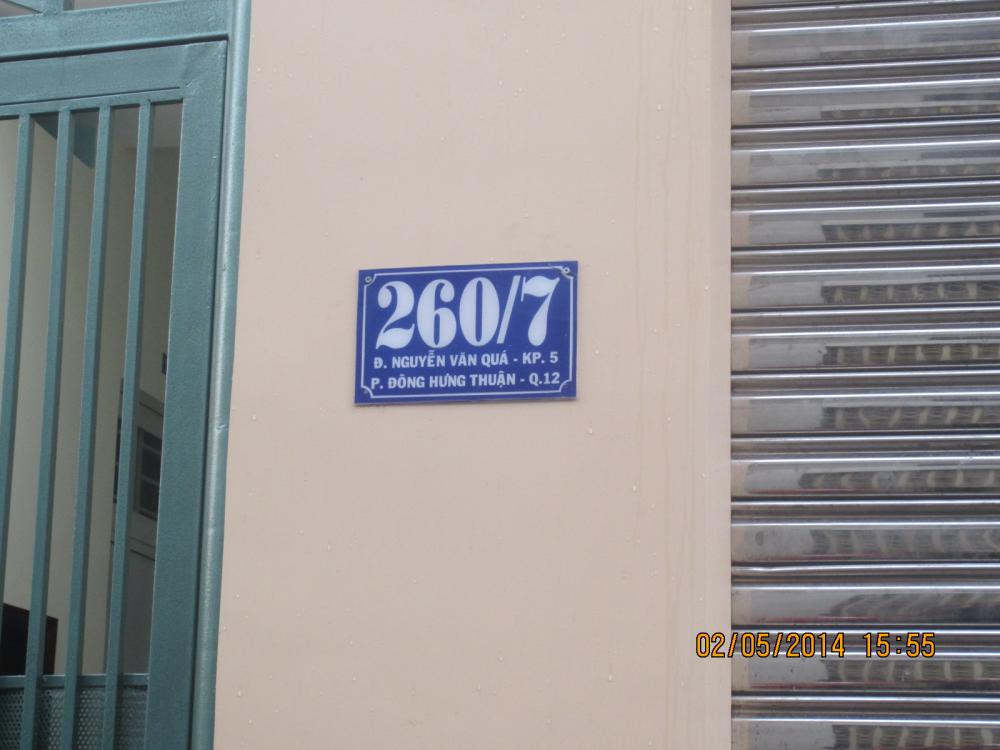 260/7
Đ. NGUYỄN VĂN QUÁ - KP. 5
P. ĐÔNG HƯNG THUẬN - Q.12
02/05/2014 15:55